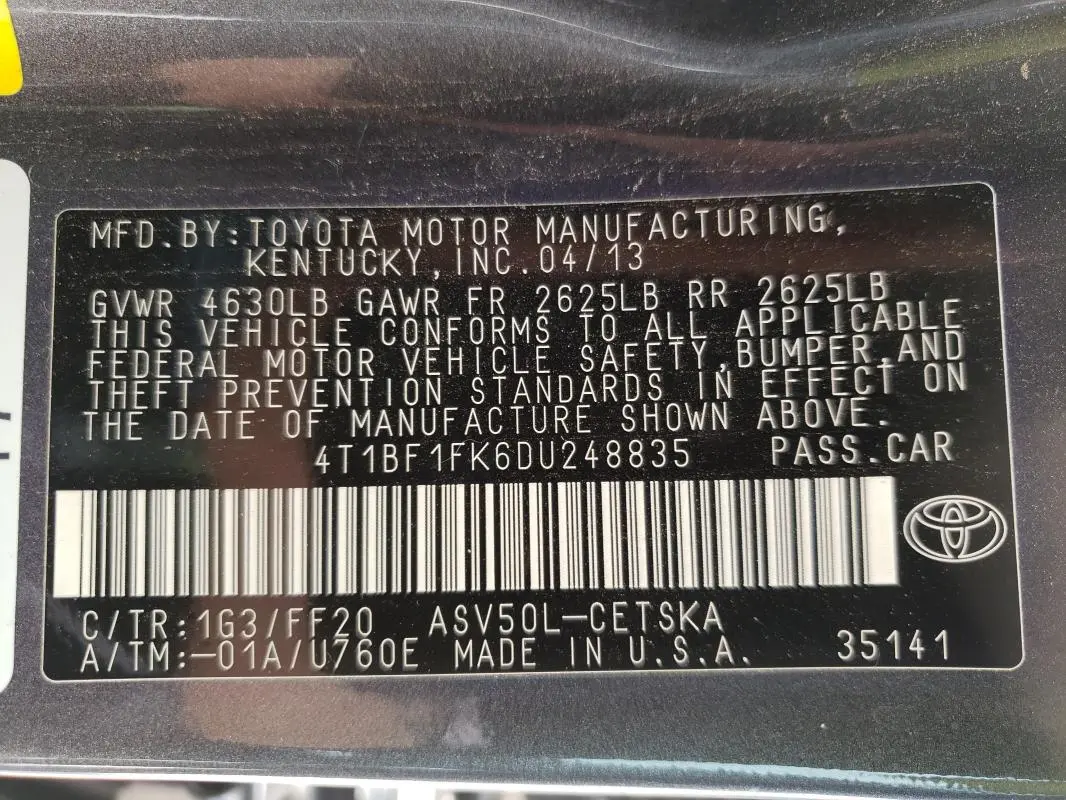 MFD.BY:TOYOTA MOTOR MANUFACTURING,
KENTUCKY,INC.04/13
GVWR 4630LB GAWR FR 2625LB RR 2625LB
THIS VEHICLE CONFORMS TO ALL APPLICABLE
FEDERAL MOTOR VEHICLE SAFETY,BUMPER,AND
THEFT PREVENTION STANDARDS IN EFFECT ON
THE DATE OF MANUFACTURE SHOWN ABOVE.
4T1BF1FK6DU248835 PASS.CAR
C/TR:1G3/FF20 ASV50L-CETSKA
A/TM:-01A/U760E MADE IN U.S.A. 35141